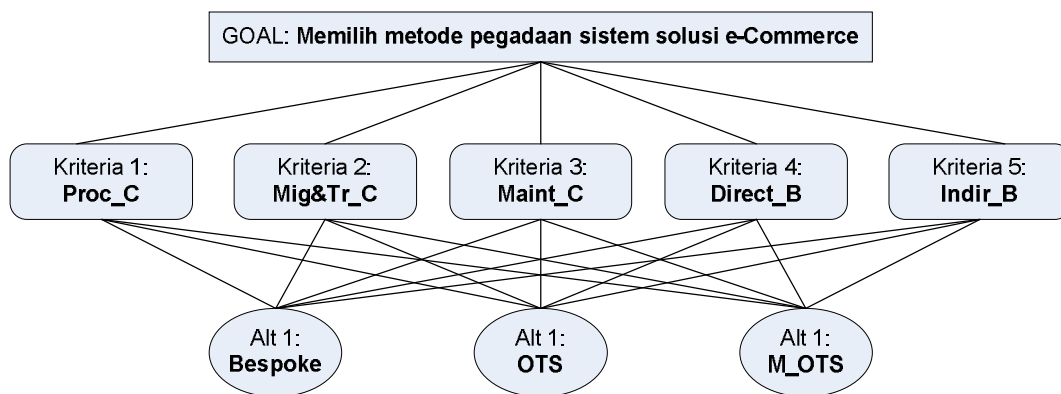 GOAL: Memilih metode pegadaan sistem solusi e-Commerce
Kriteria 1:
Proc_C
Kriteria 2:
Mig&Tr_C
Kriteria 3:
Maint_C
Kriteria 4:
Direct_B
Kriteria 5:
Indir_B
Alt 1:
Bespoke
Alt 1:
OTS
Alt 1:
M_OTS